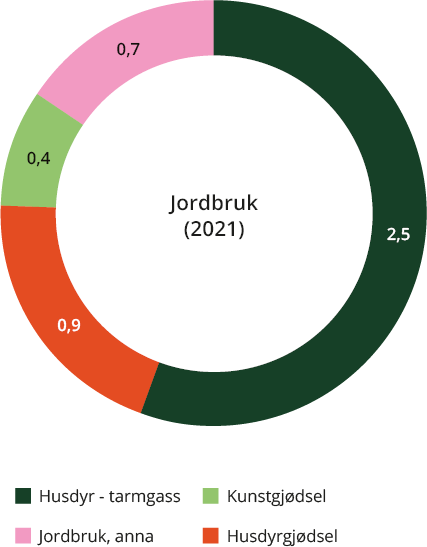 0,7
0,4
Jordbruk
(2021)
2,5
0,9
Husdyr - tarmgass
Kunstgjødsel
Jordbruk, anna
Husdyrgjødsel